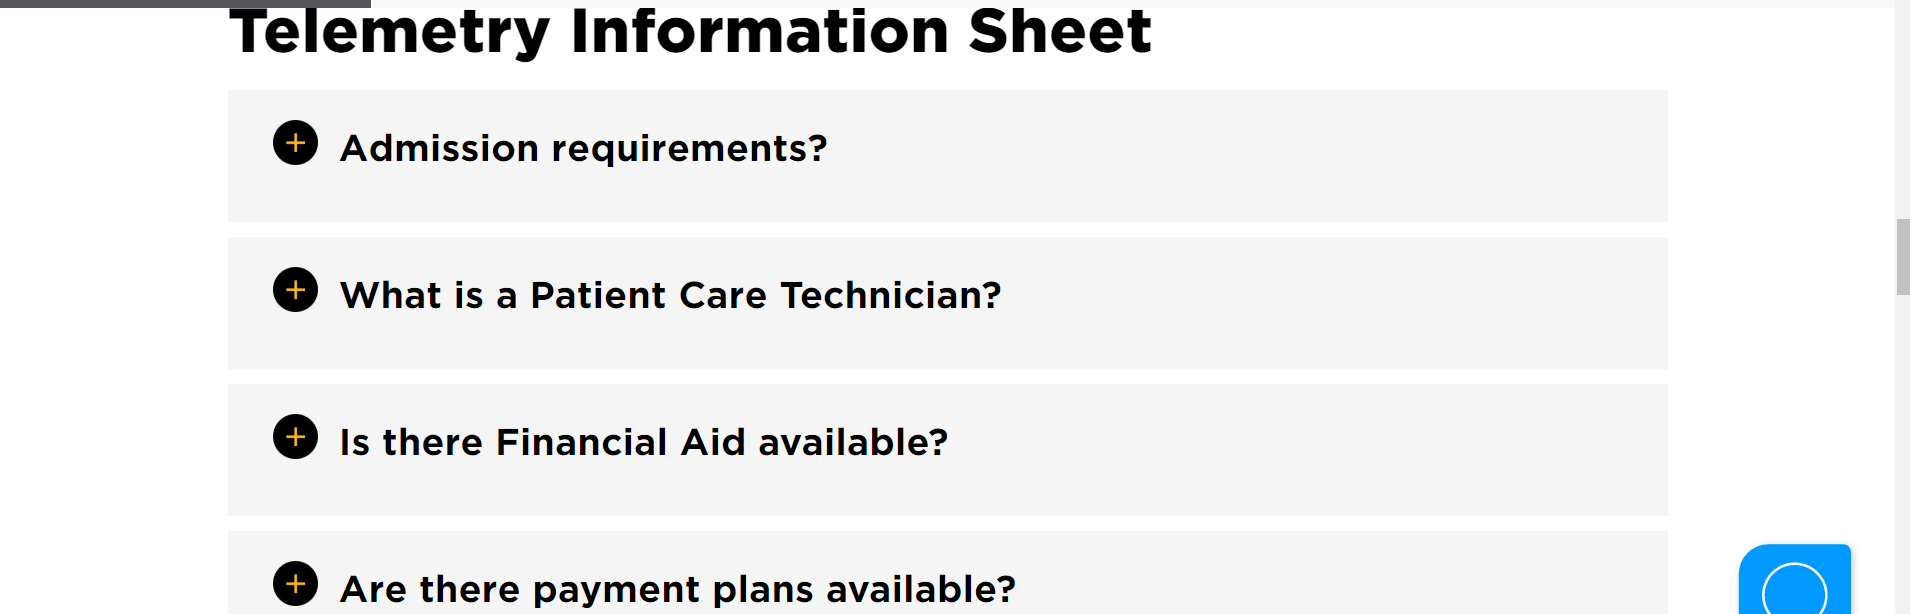 Telemetry Information Sheet
Admission requirements?
What is a Patient Care Technician?
Is there Financial Aid available?
Are there payment plans available?